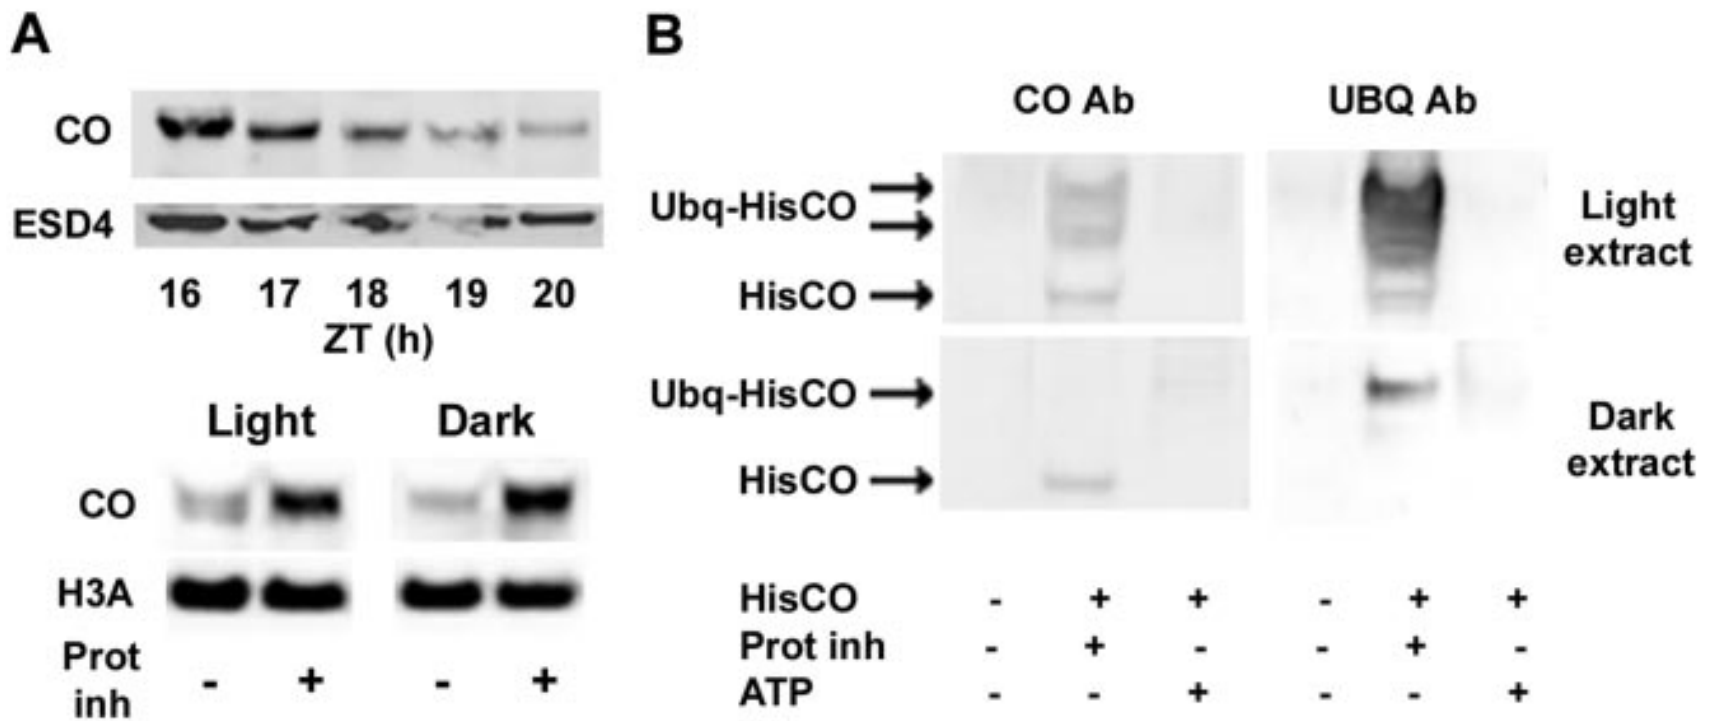 A
CO
ESD4
16 17 18 19 20
ZT (h)
Light Dark
CO
H3A
Prot
inh
- + - +
B
CO Ab UBQ Ab
Ubq-HisCO
HisCO
Light
extract
Ubq-HisCO
HisCO
Dark
extract
HisCO - + + - + +
Prot inh - + - - + -
ATP - - + - - +